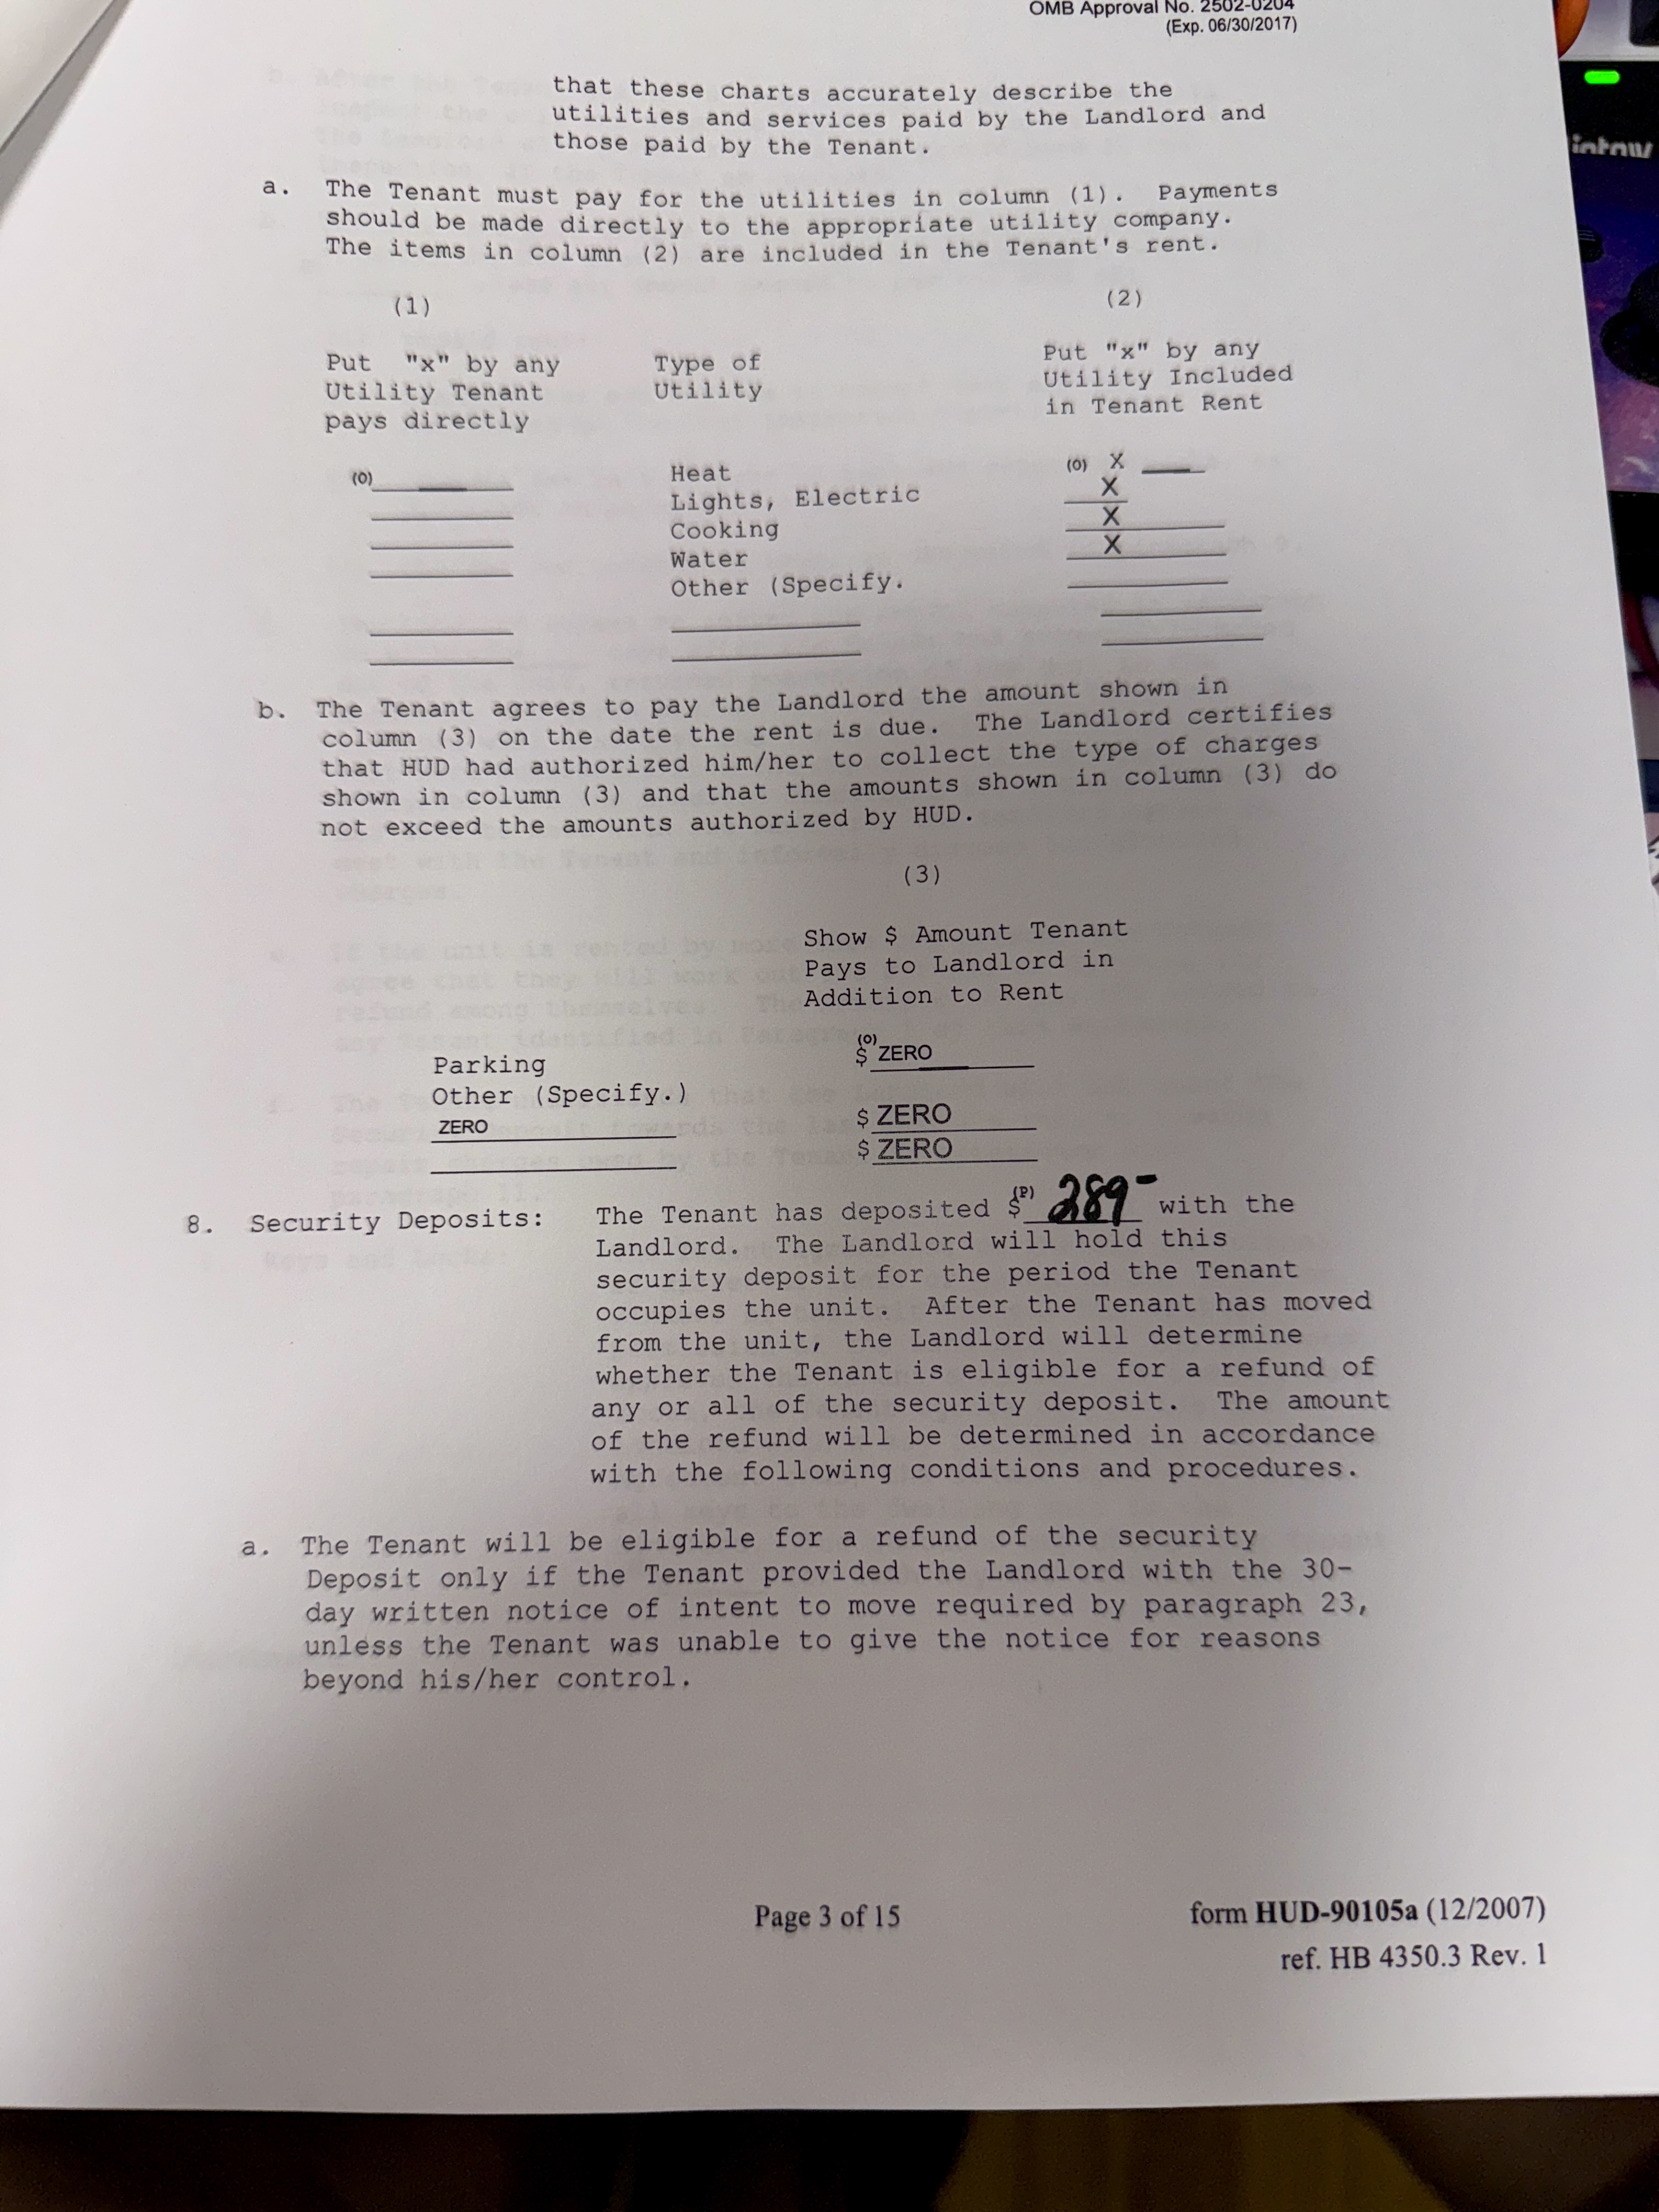 OMB Approval No. 2502-0204
(Exp. 06/30/2017)
that these charts accurately describe the
utilities and services paid by the Landlord and
those paid by the Tenant.
a. The Tenant must pay for the utilities in column (1). Payments
should be made directly to the appropriate utility company.
The items in column (2) are included in the Tenant's rent.
(1) (2)
Put "x" by any Type of Put "x" by any
Utility Tenant Utility Utility Included
pays directly in Tenant Rent
(O) Heat (O) X
Lights, Electric X
Cooking X
Water X
Other (Specify.
b. The Tenant agrees to pay the Landlord the amount shown in
column (3) on the date the rent is due. The Landlord certifies
that HUD had authorized him/her to collect the type of charges
shown in column (3) and that the amounts shown in column (3) do
not exceed the amounts authorized by HUD.
(3)
Show $ Amount Tenant
Pays to Landlord in
Addition to Rent
Parking (O) $ ZERO
Other (Specify.)
ZERO $ ZERO
$ ZERO
8. Security Deposits: The Tenant has deposited $(P) 289- with the
Landlord. The Landlord will hold this
security deposit for the period the Tenant
occupies the unit. After the Tenant has moved
from the unit, the Landlord will determine
whether the Tenant is eligible for a refund of
any or all of the security deposit. The amount
of the refund will be determined in accordance
with the following conditions and procedures.
a. The Tenant will be eligible for a refund of the security
Deposit only if the Tenant provided the Landlord with the 30-
day written notice of intent to move required by paragraph 23,
unless the Tenant was unable to give the notice for reasons
beyond his/her control.
Page 3 of 15
form HUD-90105a (12/2007)
ref. HB 4350.3 Rev. 1